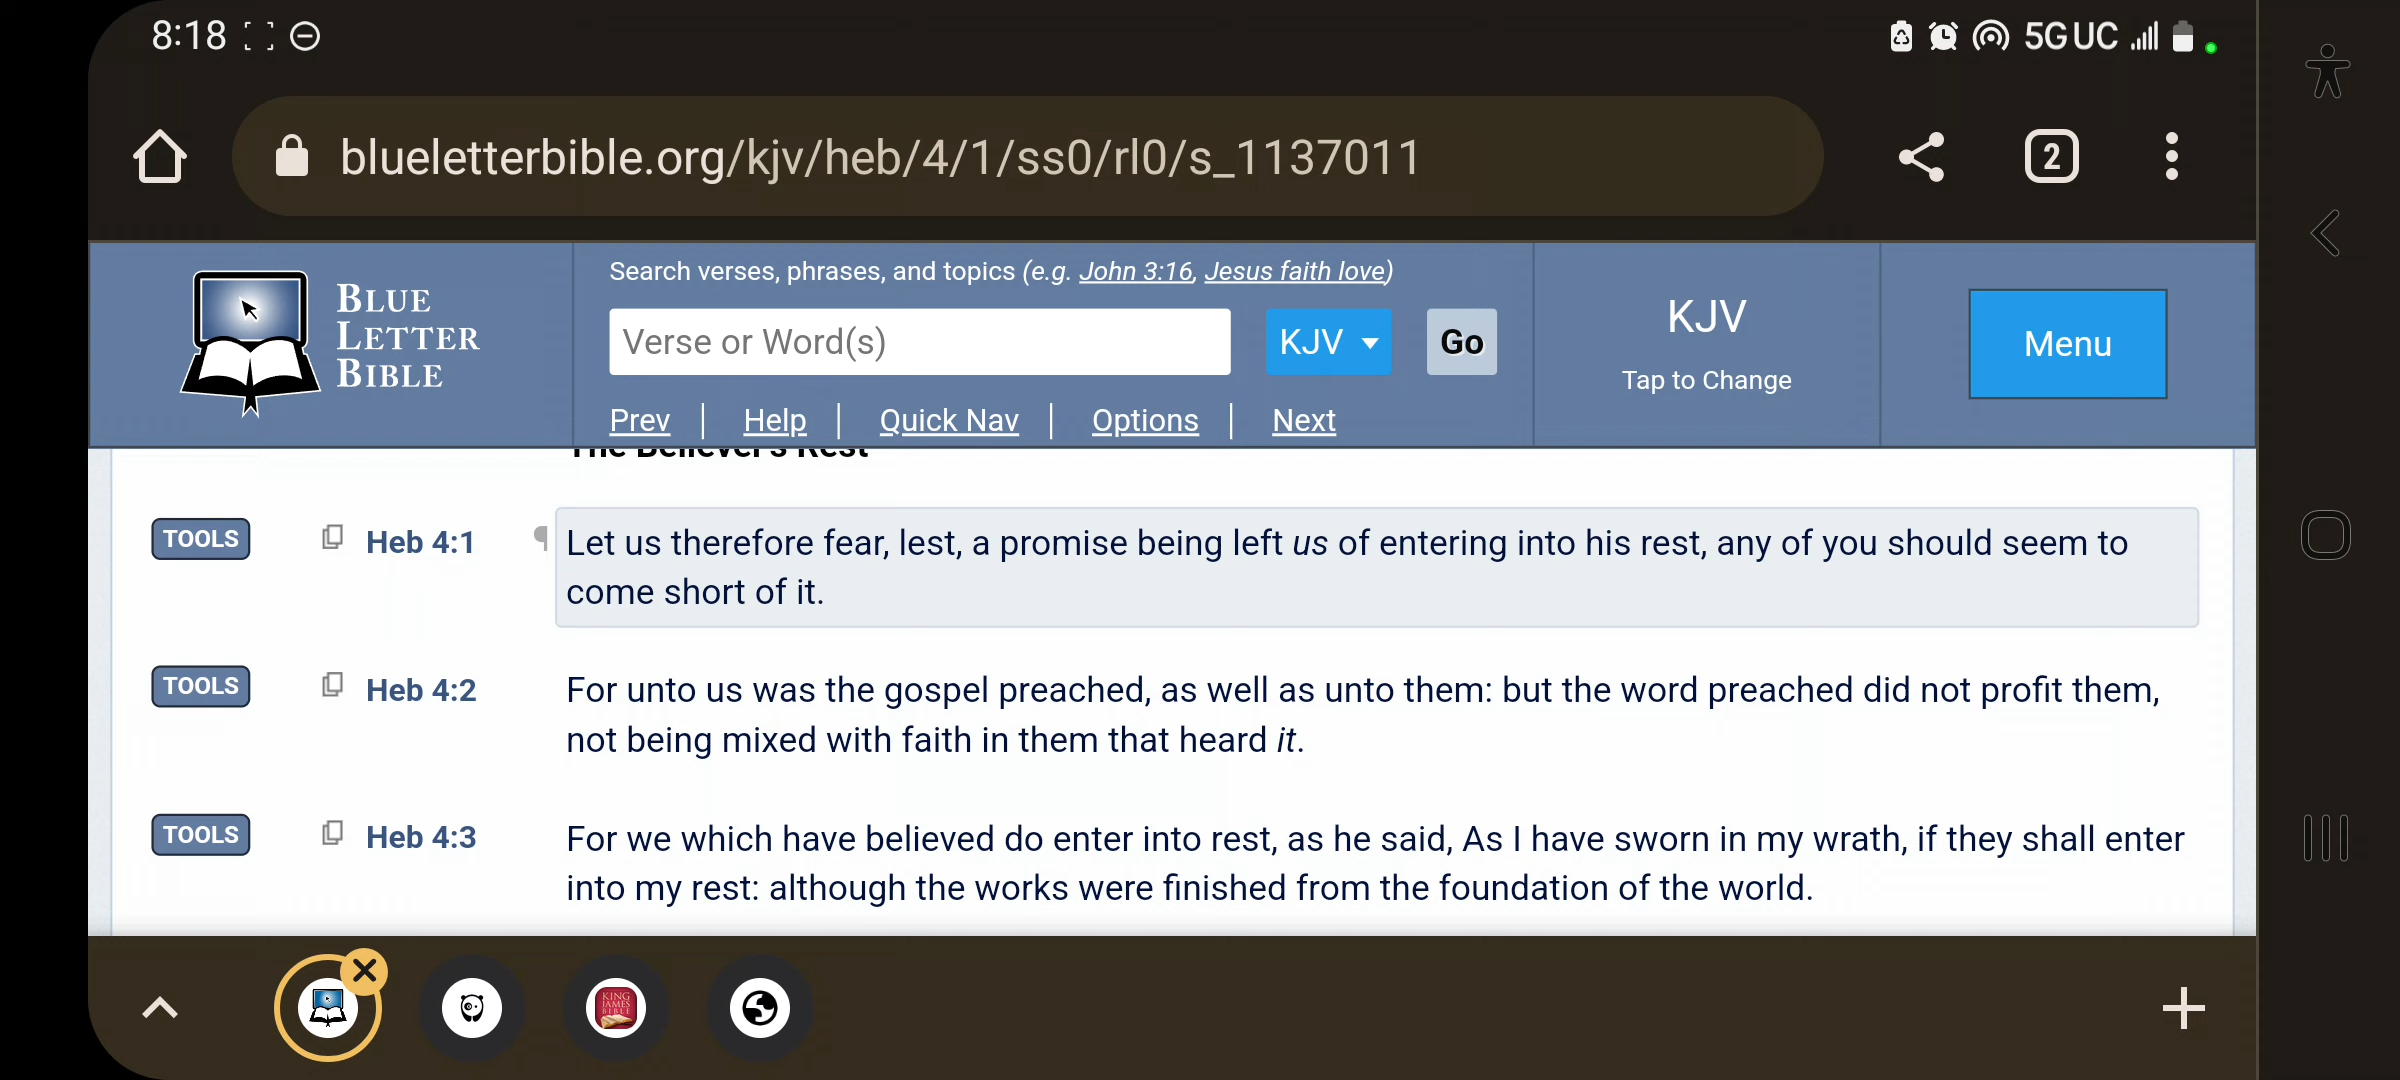 8:18 5G UC
blueletterbible.org/kjv/heb/4/1/ss0/rl0/s_1137011 2
BLUE
LETTER
BIBLE
Search verses, phrases, and topics (e.g. John 3:16, Jesus faith love)
Verse or Word(s) KJV Go
Prev | Help | Quick Nav | Options | Next
KJV
Tap to Change
Menu
The Believer's Rest
TOOLS Heb 4:1 ¶ Let us therefore fear, lest, a promise being left us of entering into his rest, any of you should seem to
come short of it.
TOOLS Heb 4:2 For unto us was the gospel preached, as well as unto them: but the word preached did not profit them,
not being mixed with faith in them that heard it.
TOOLS Heb 4:3 For we which have believed do enter into rest, as he said, As I have sworn in my wrath, if they shall enter
into my rest: although the works were finished from the foundation of the world.
KING
JAMES
BIBLE